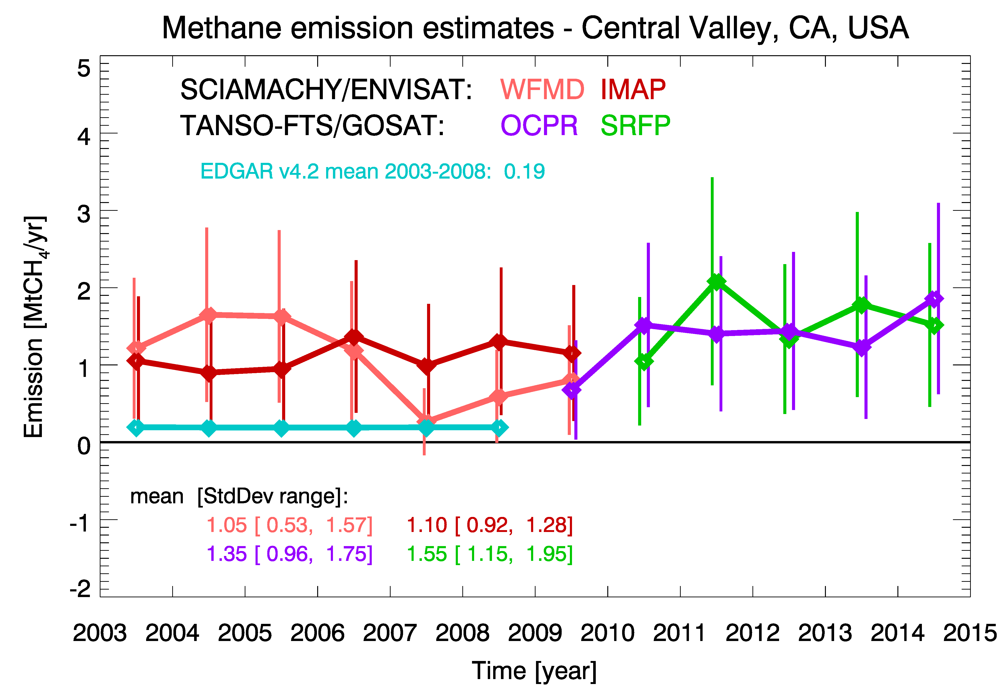 Methane emission estimates - Central Valley, CA, USA
5
SCIAMACHY/ENVISAT: WFMD IMAP
TANSO-FTS/GOSAT: OCPR SRFP
4
EDGAR v4.2 mean 2003-2008: 0.19
3
Emission [MtCH₄/yr]
2
1
0
mean [StdDev range]:
-1
1.05 [ 0.53, 1.57] 1.10 [ 0.92, 1.28]
1.35 [ 0.96, 1.75] 1.55 [ 1.15, 1.95]
-2
2003 2004 2005 2006 2007 2008 2009 2010 2011 2012 2013 2014 2015
Time [year]